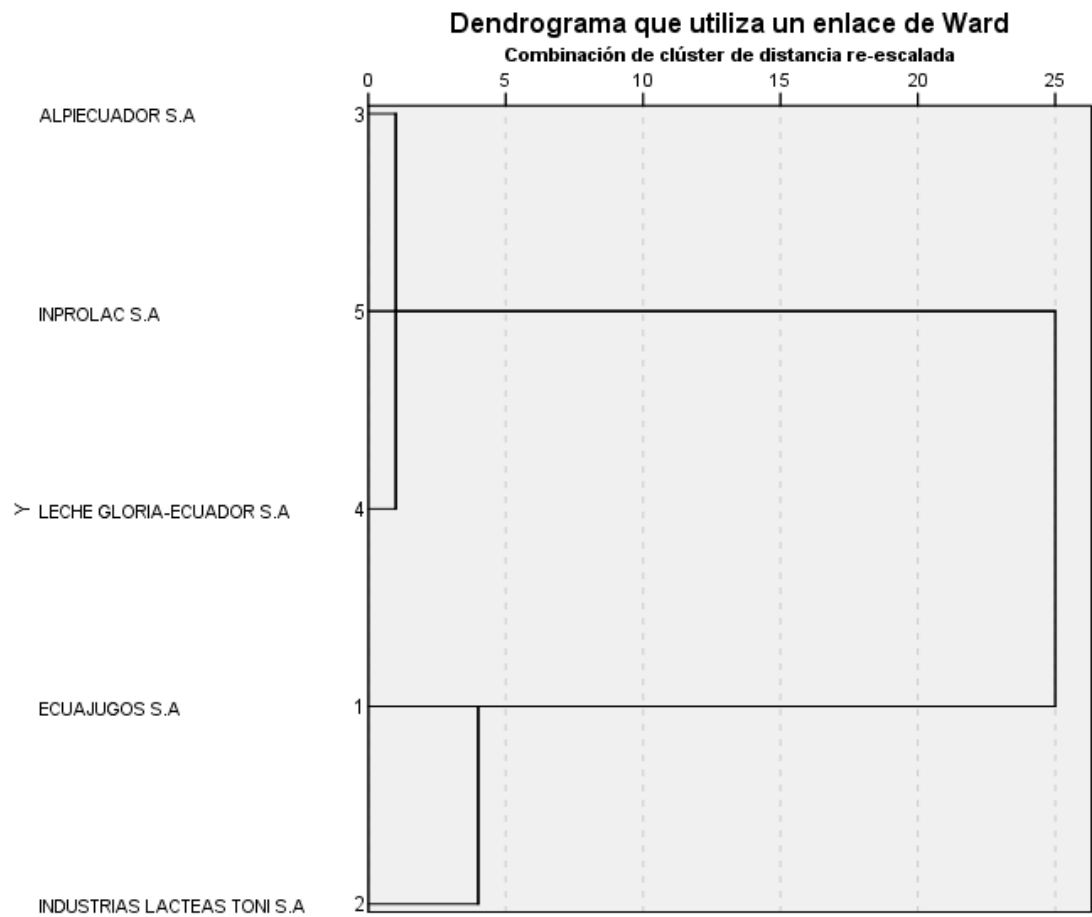 Dendrograma que utiliza un enlace de Ward
Combinación de clúster de distancia re-escalada
0 5 10 15 20 25
ALPIECUADOR S.A 3
INPROLAC S.A 5
Y LECHE GLORIA-ECUADOR S.A 4
ECUAJUGOS S.A 1
INDUSTRIAS LACTEAS TONI S.A 2